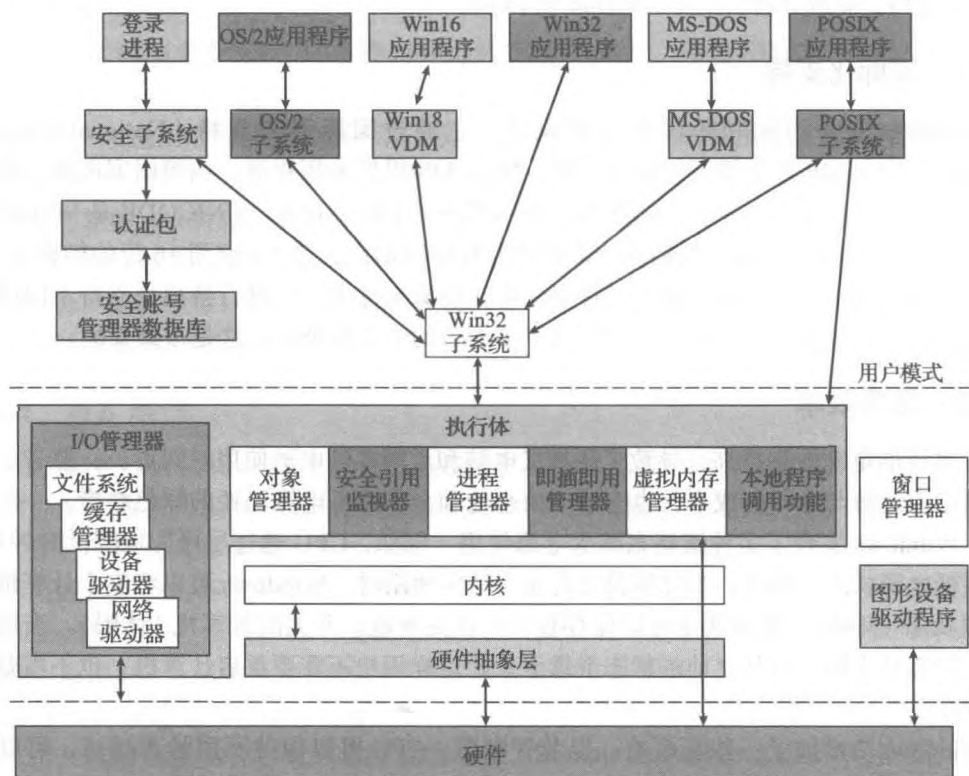 登录
进程
OS/2应用程序
Win16
应用程序
Win32
应用程序
MS-DOS
应用程序
POSIX
应用程序
安全子系统
OS/2
子系统
Win18
VDM
MS-DOS
VDM
POSIX
子系统
认证包
安全账号
管理器数据库
Win32
子系统
用户模式
执行体
I/O管理器
文件系统
缓存
管理器
设备
驱动器
网络
驱动器
对象
管理器
安全引用
监视器
进程
管理器
即插即用
管理器
虚拟内存
管理器
本地程序
调用功能
窗口
管理器
内核
硬件抽象层
图形设备
驱动程序
硬件